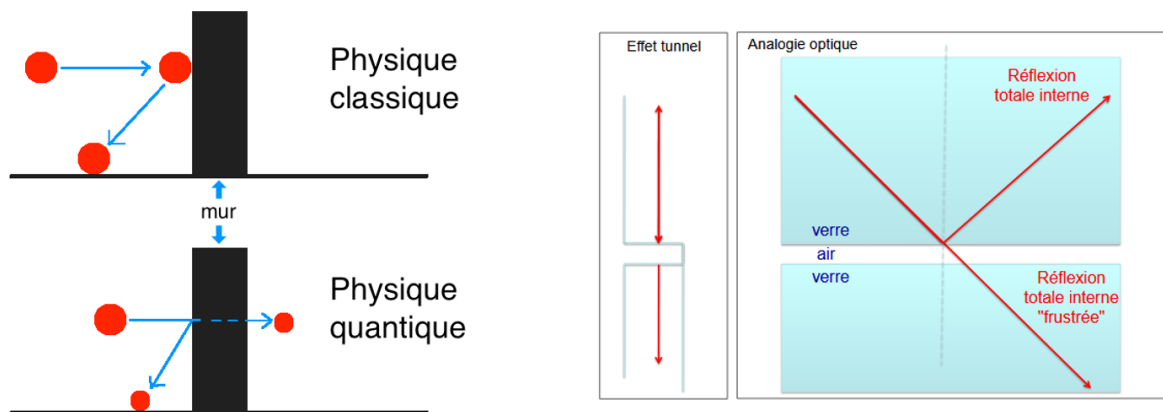 Physique
classique
mur
Physique
quantique
Effet tunnel
Analogie optique
Réflexion
totale interne
verre
air
verre
Réflexion
totale interne
"frustrée"